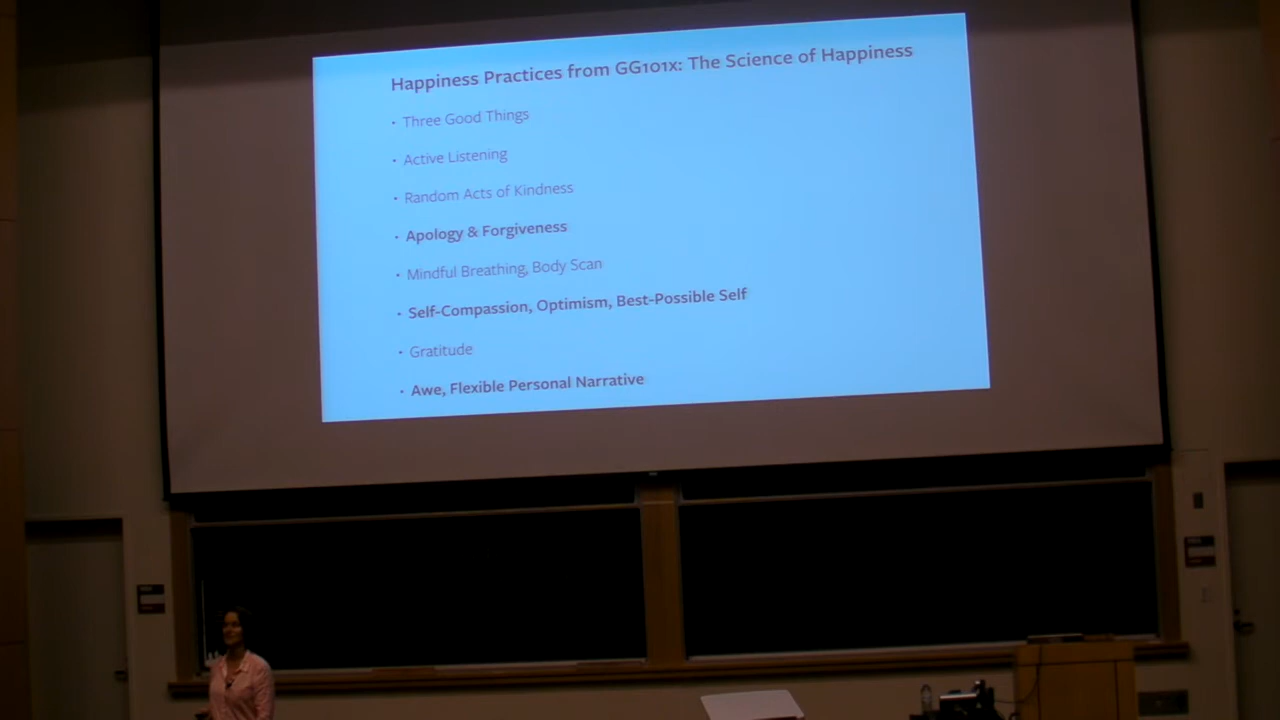 Happiness Practices from GG101x: The Science of Happiness
• Three Good Things
• Active Listening
• Random Acts of Kindness
• Apology & Forgiveness
• Mindful Breathing, Body Scan
• Self-Compassion, Optimism, Best-Possible Self
• Gratitude
• Awe, Flexible Personal Narrative